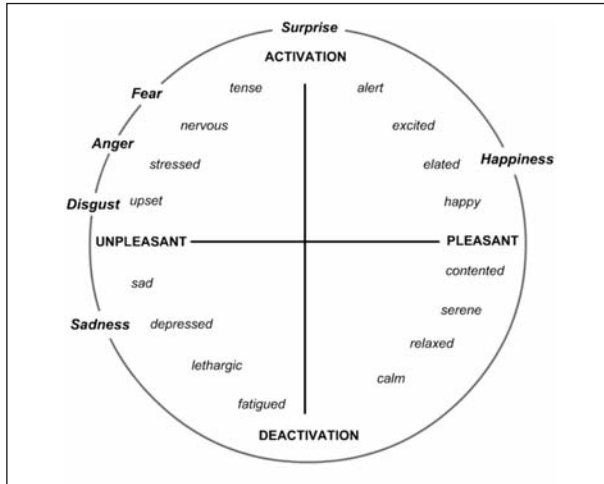 Surprise
ACTIVATION
tense alert
Fear
nervous excited
Anger
stressed elated Happiness
Disgust upset happy
UNPLEASANT PLEASANT
contented
sad
serene
Sadness depressed
relaxed
lethargic
calm
fatigued
DEACTIVATION